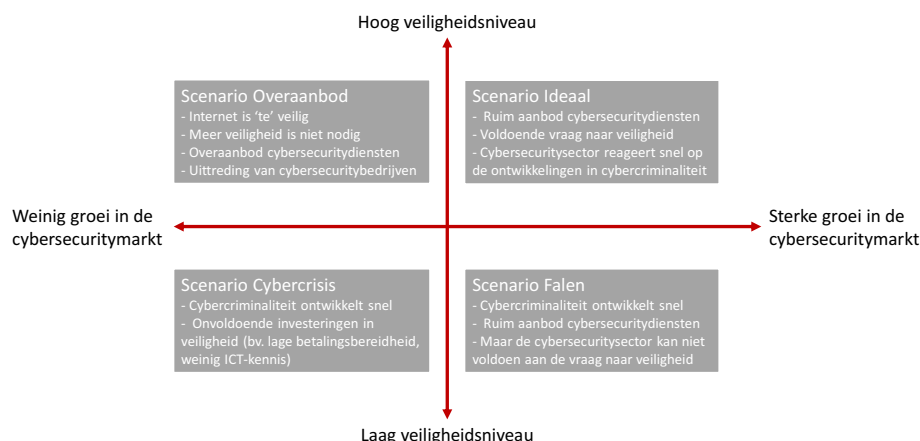 Hoog veiligheidsniveau
Scenario Overaanbod
- Internet is 'te' veilig
- Meer veiligheid is niet nodig
- Overaanbod cybersecuritydiensten
- Uittreding van cybersecuritybedrijven
Scenario Ideaal
- Ruim aanbod cybersecuritydiensten
- Voldoende vraag naar veiligheid
- Cybersecuritysector reageert snel op
de ontwikkelingen in cybercriminaliteit
Weinig groei in de
cybersecuritymarkt
Sterke groei in de
cybersecuritymarkt
Scenario Cybercrisis
- Cybercriminaliteit ontwikkelt snel
- Onvoldoende investeringen in
veiligheid (bv. lage betalingsbereidheid,
weinig ICT-kennis)
Scenario Falen
- Cybercriminaliteit ontwikkelt snel
- Ruim aanbod cybersecuritydiensten
- Maar de cybersecuritysector kan niet
voldoen aan de vraag naar veiligheid
Laag veiligheidsniveau